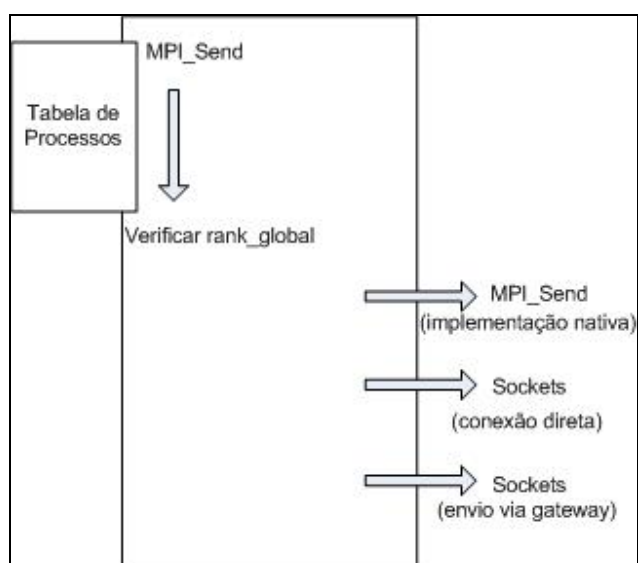 MPI_Send
Tabela de
Processos
Verificar rank_global
MPI_Send
(implementação nativa)
Sockets
(conexão direta)
Sockets
(envio via gateway)